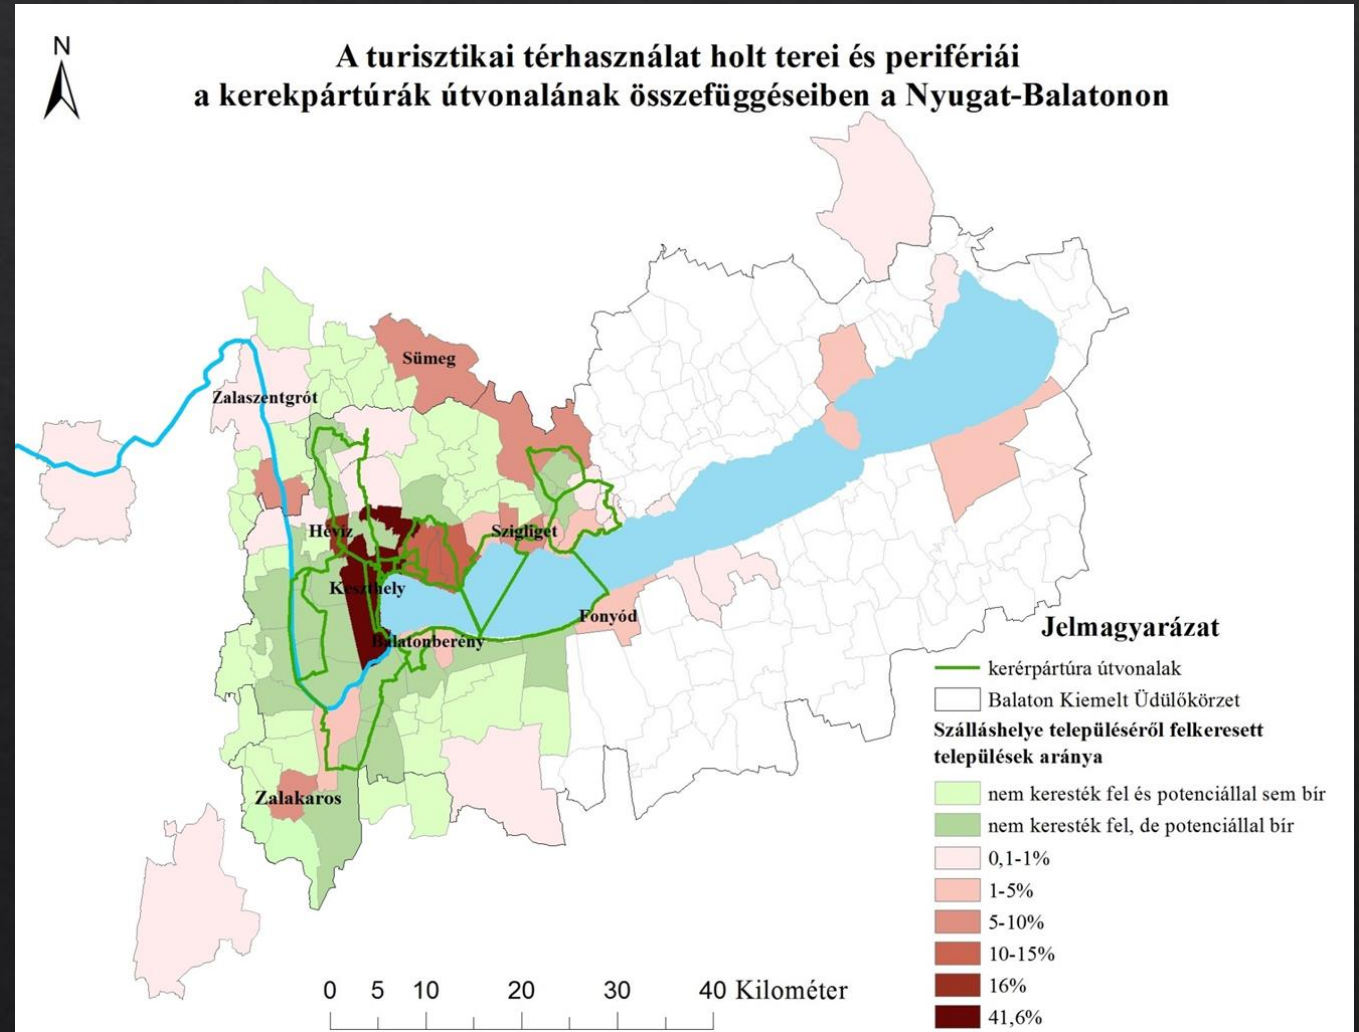 N
A turisztikai térhasználat holt terei és perifériái
a kerekpártúrák útvonalának összefüggéseiben a Nyugat-Balatonon
Sümeg
Zalaszentgrót
Hévíz
Szigliget
Keszthely
Fonyód
Balatonberény
Zalakaros
Jelmagyarázat
kerérpártúra útvonalak
Balaton Kiemelt Üdülőkörzet
Szálláshelye településéről felkeresett
települések aránya
nem keresték fel és potenciállal sem bír
nem keresték fel, de potenciállal bír
0,1-1%
1-5%
5-10%
10-15%
16%
41,6%
0 5 10 20 30 40 Kilométer